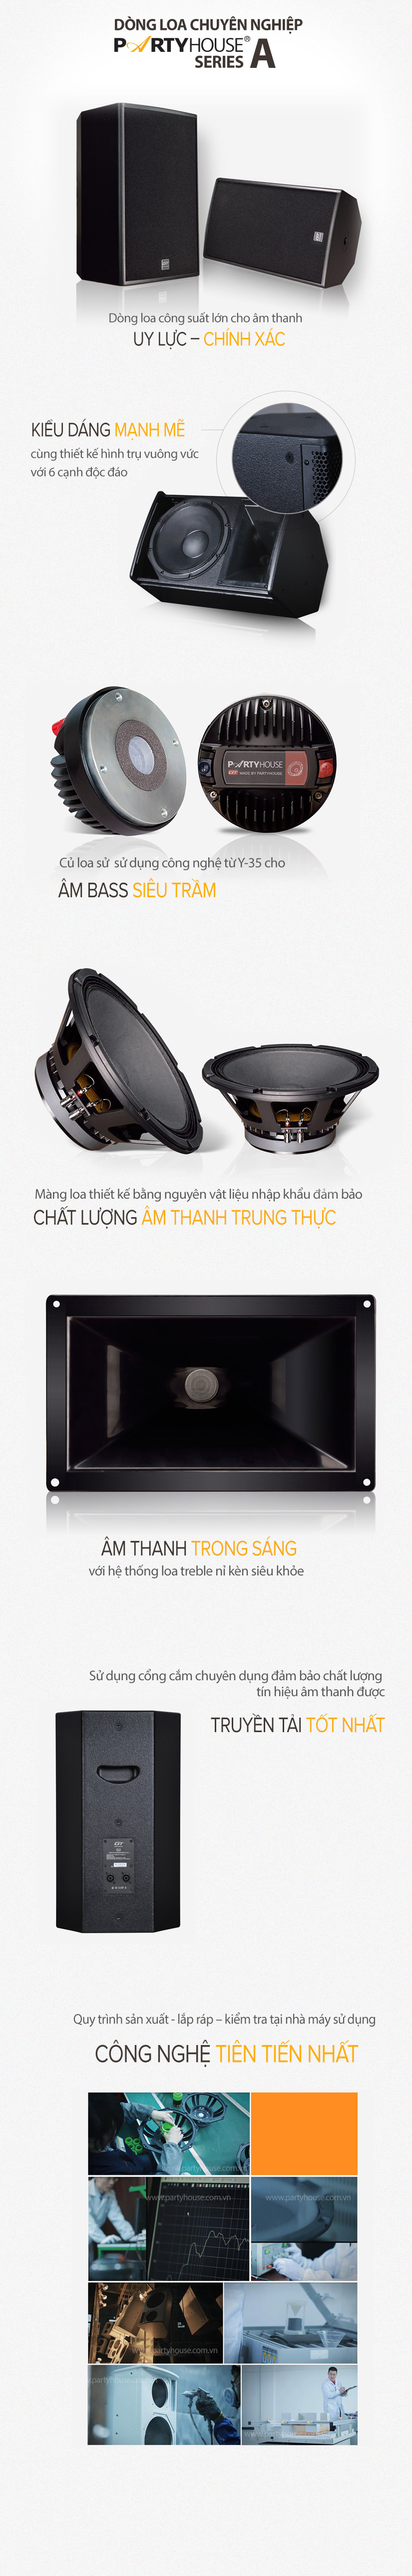 DÒNG LOA CHUYÊN NGHIỆP
PARTYHOUSE®
SERIES A
Dòng loa công suất lớn cho âm thanh
UY LỰC – CHÍNH XÁC
KIỂU DÁNG MẠNH MẼ
cùng thiết kế hình trụ vuông vức
với 6 cạnh độc đáo
PARTYHOUSE
MADE BY PARTYHOUSE
Củ loa sử sử dụng công nghệ từ Y-35 cho
ÂM BASS SIÊU TRẦM
Màng loa thiết kế bằng nguyên vật liệu nhập khẩu đảm bảo
CHẤT LƯỢNG ÂM THANH TRUNG THỰC
ÂM THANH TRONG SÁNG
với hệ thống loa treble nỉ kèn siêu khỏe
Sử dụng cổng cắm chuyên dụng đảm bảo chất lượng
tín hiệu âm thanh được
TRUYỀN TẢI TỐT NHẤT
Quy trình sản xuất - lắp ráp – kiểm tra tại nhà máy sử dụng
CÔNG NGHỆ TIÊN TIẾN NHẤT
www.partyhouse.com.vn
www.partyhouse.com.vn
www.partyhouse.com.vn